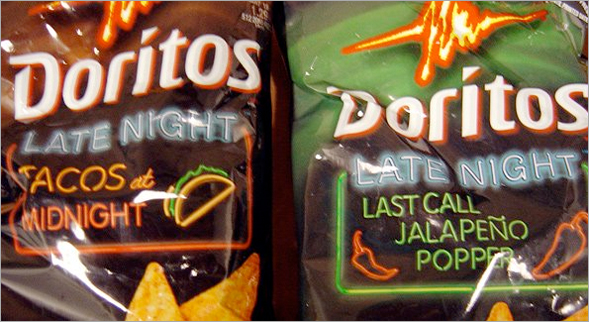 Doritos
LATE NIGHT
TACOS at
MIDNIGHT
Doritos
LATE NIGHT
LAST CALL
JALAPEÑO
POPPER